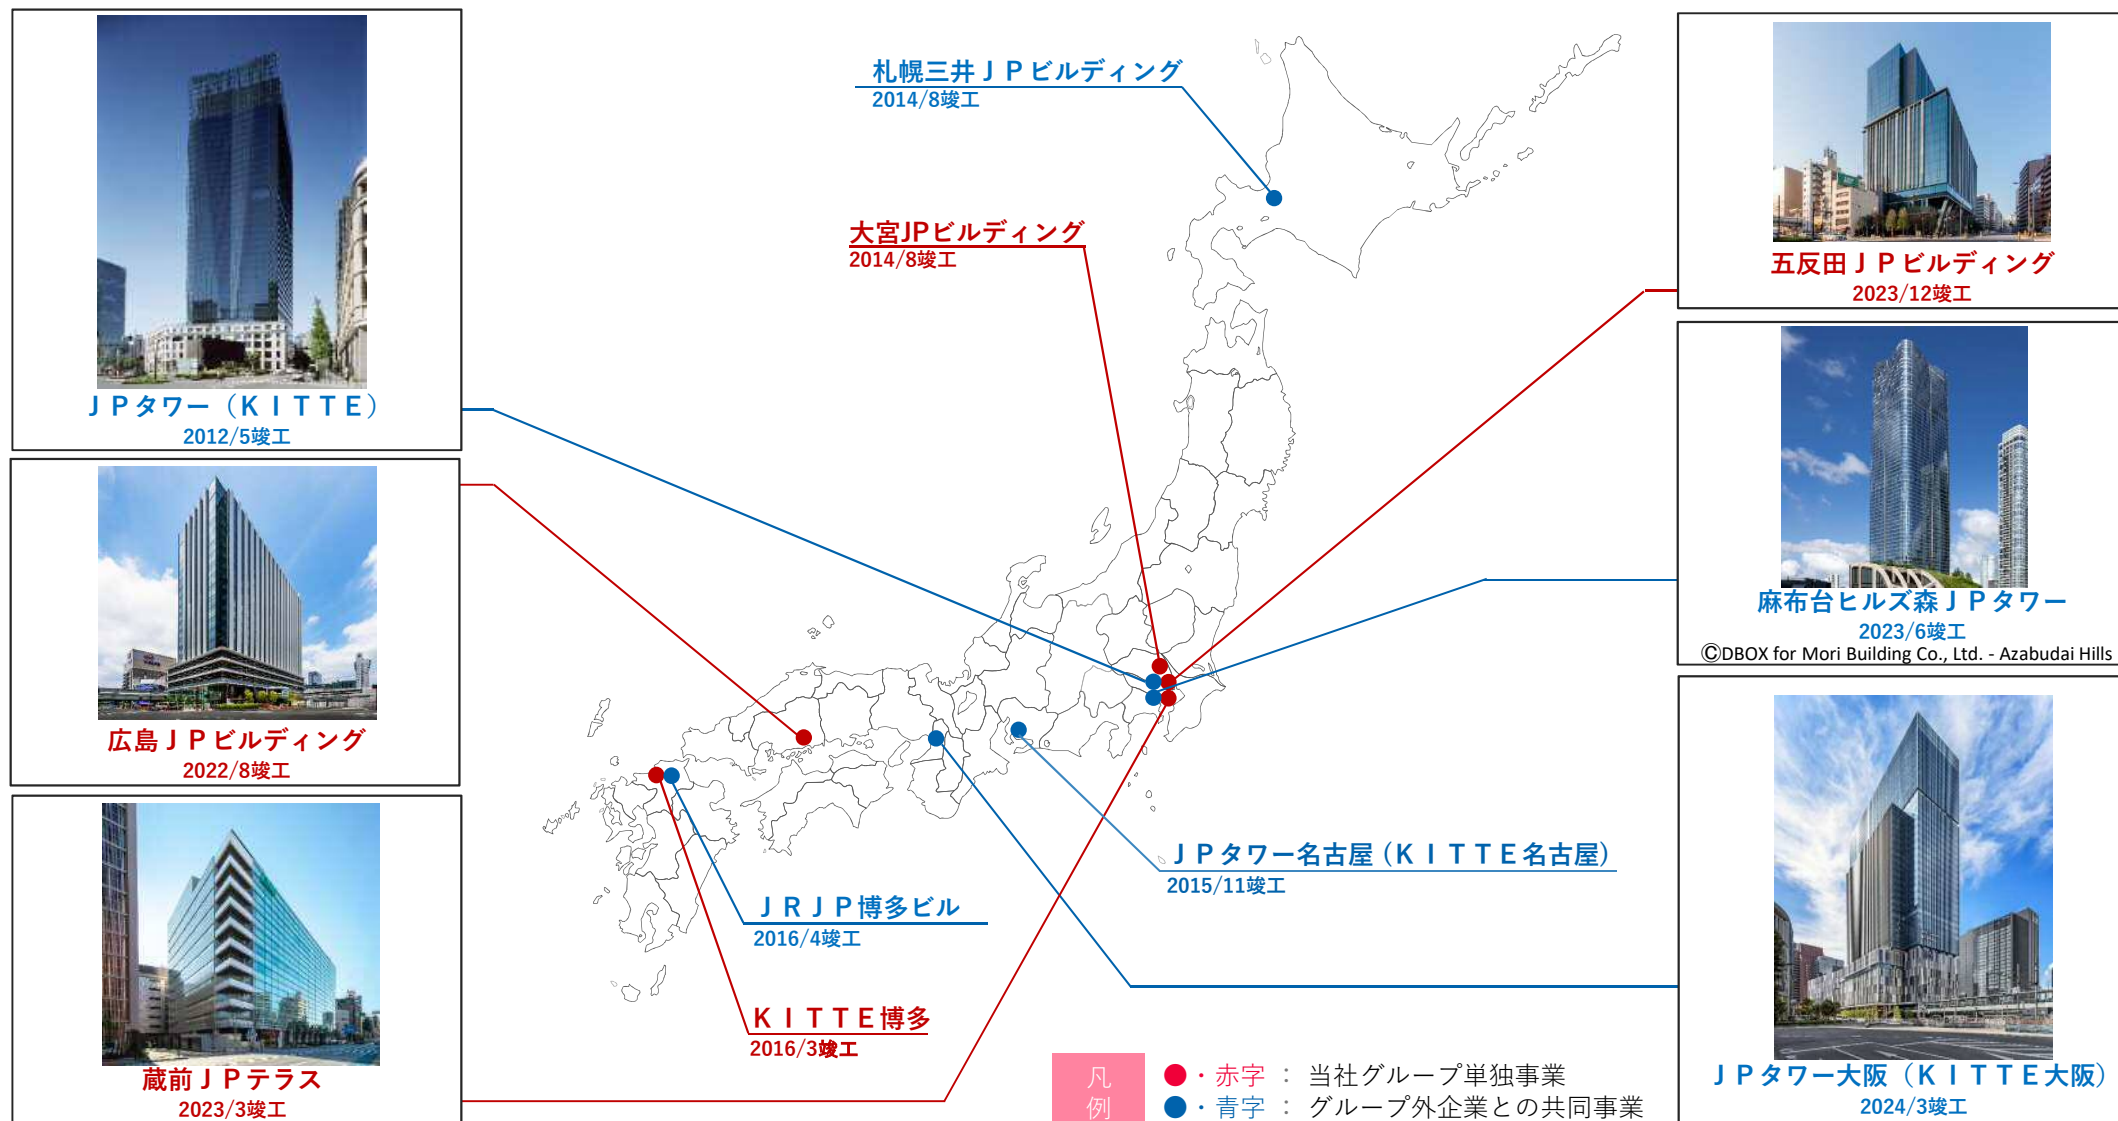 ＪＰタワー（ＫＩＴＴＥ）
2012/5竣工
広島ＪＰビルディング
2022/8竣工
蔵前ＪＰテラス
2023/3竣工
札幌三井ＪＰビルディング
2014/8竣工
大宮JPビルディング
2014/8竣工
ＪＰタワー名古屋（ＫＩＴＴＥ名古屋）
2015/11竣工
ＪＲＪＰ博多ビル
2016/4竣工
ＫＩＴＴＥ博多
2016/3竣工
五反田ＪＰビルディング
2023/12竣工
麻布台ヒルズ森ＪＰタワー
2023/6竣工
ⒸDBOX for Mori Building Co., Ltd. - Azabudai Hills
ＪＰタワー大阪（ＫＩＴＴＥ大阪）
2024/3竣工
凡例
●・赤字 ： 当社グループ単独事業
●・青字 ： グループ外企業との共同事業